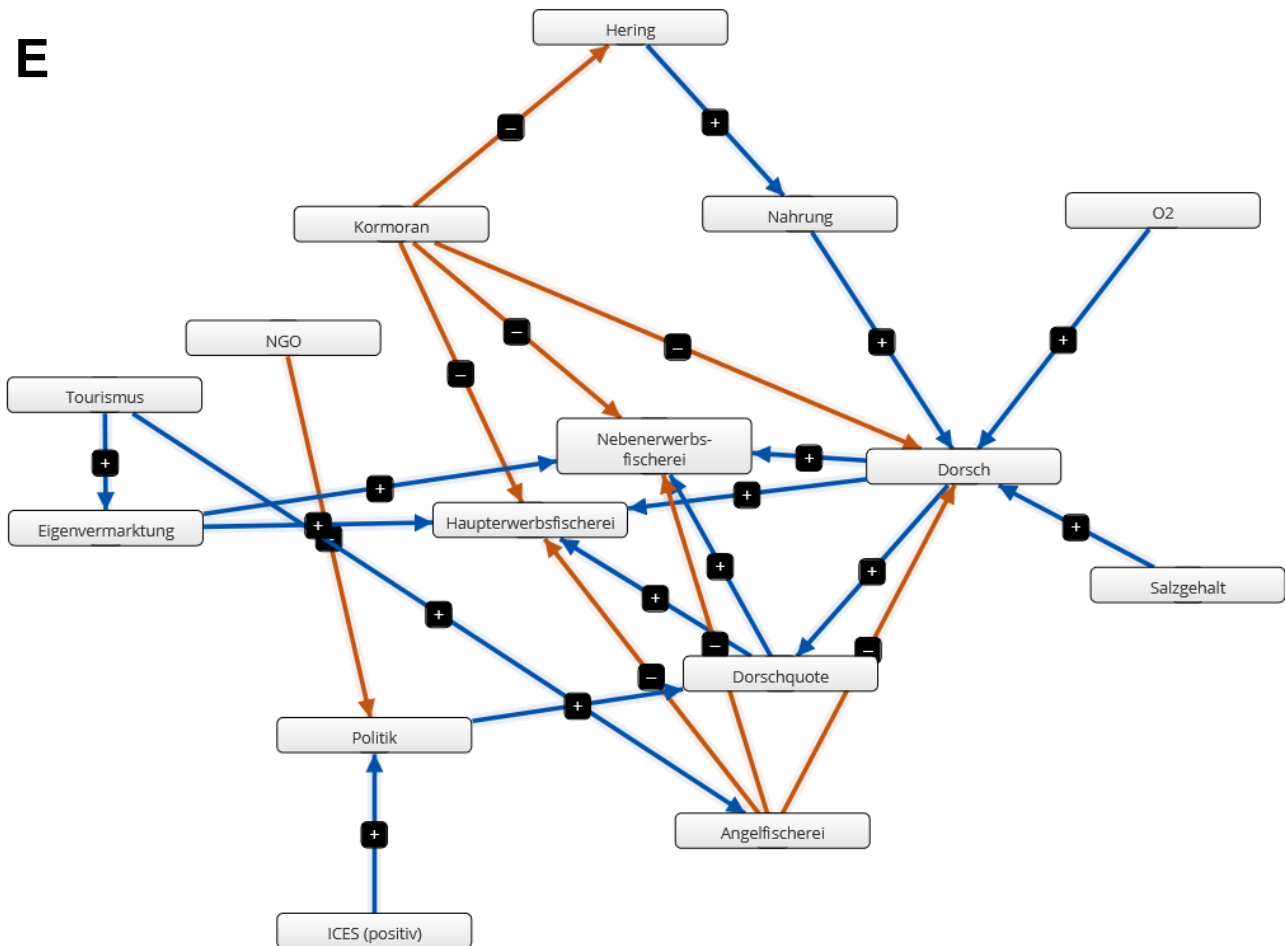 E
Hering
+
–
Nahrung
O2
Kormoran
NGO
–
+
+
–
–
Tourismus
Nebenerwerbs-
fischerei
+
Dorsch
+
+
+
Eigenvermarktung
+
–
Haupterwerbsfischerei
+
+
+
Salzgehalt
+
+
–
–
Dorschquote
–
+
Politik
+
Angelfischerei
ICES (positiv)